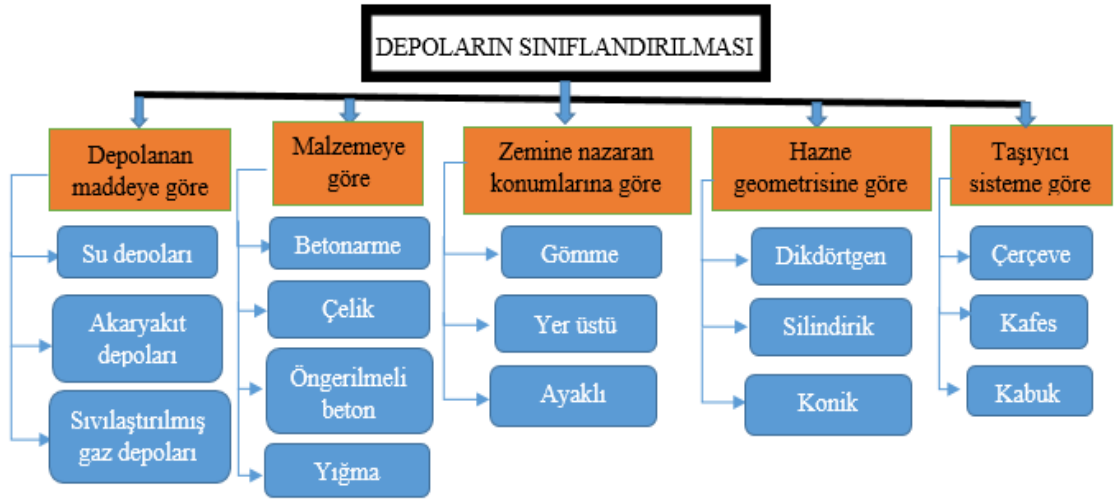 DEPOLARIN SINIFLANDIRILMASI
Depolanan
maddeye göre
Su depoları
Akaryakıt
depoları
Sıvılaştırılmış
gaz depoları
Malzemeye
göre
Betonarme
Çelik
Öngerilmeli
beton
Yığma
Zemine nazaran
konumlarına göre
Gömme
Yer üstü
Ayaklı
Hazne
geometrisine göre
Dikdörtgen
Silindirik
Konik
Taşıyıcı
sisteme göre
Çerçeve
Kafes
Kabuk